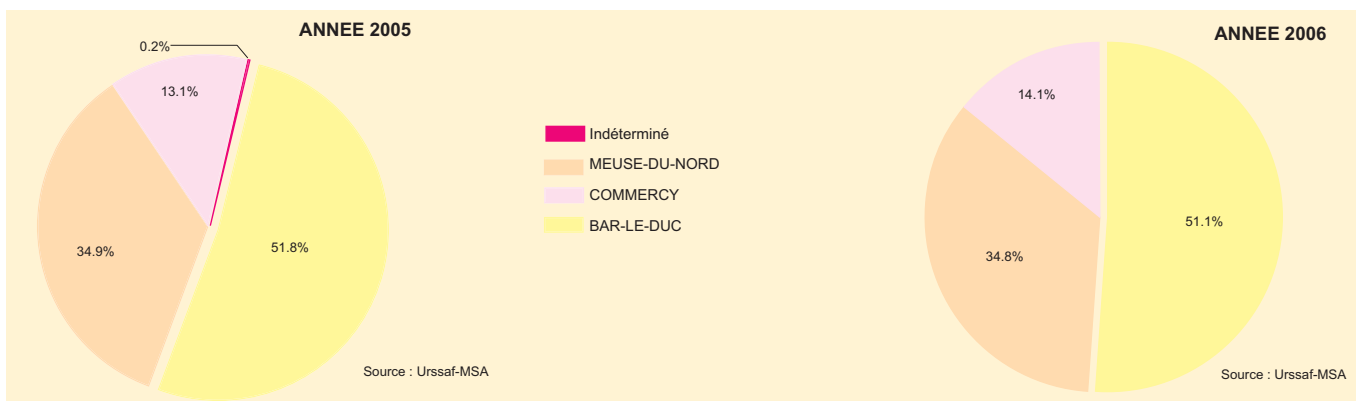 ANNEE 2005
0.2%
13.1%
34.9%
51.8%
Source : Urssaf-MSA
Indéterminé
MEUSE-DU-NORD
COMMERCY
BAR-LE-DUC
ANNEE 2006
14.1%
34.8%
51.1%
Source : Urssaf-MSA